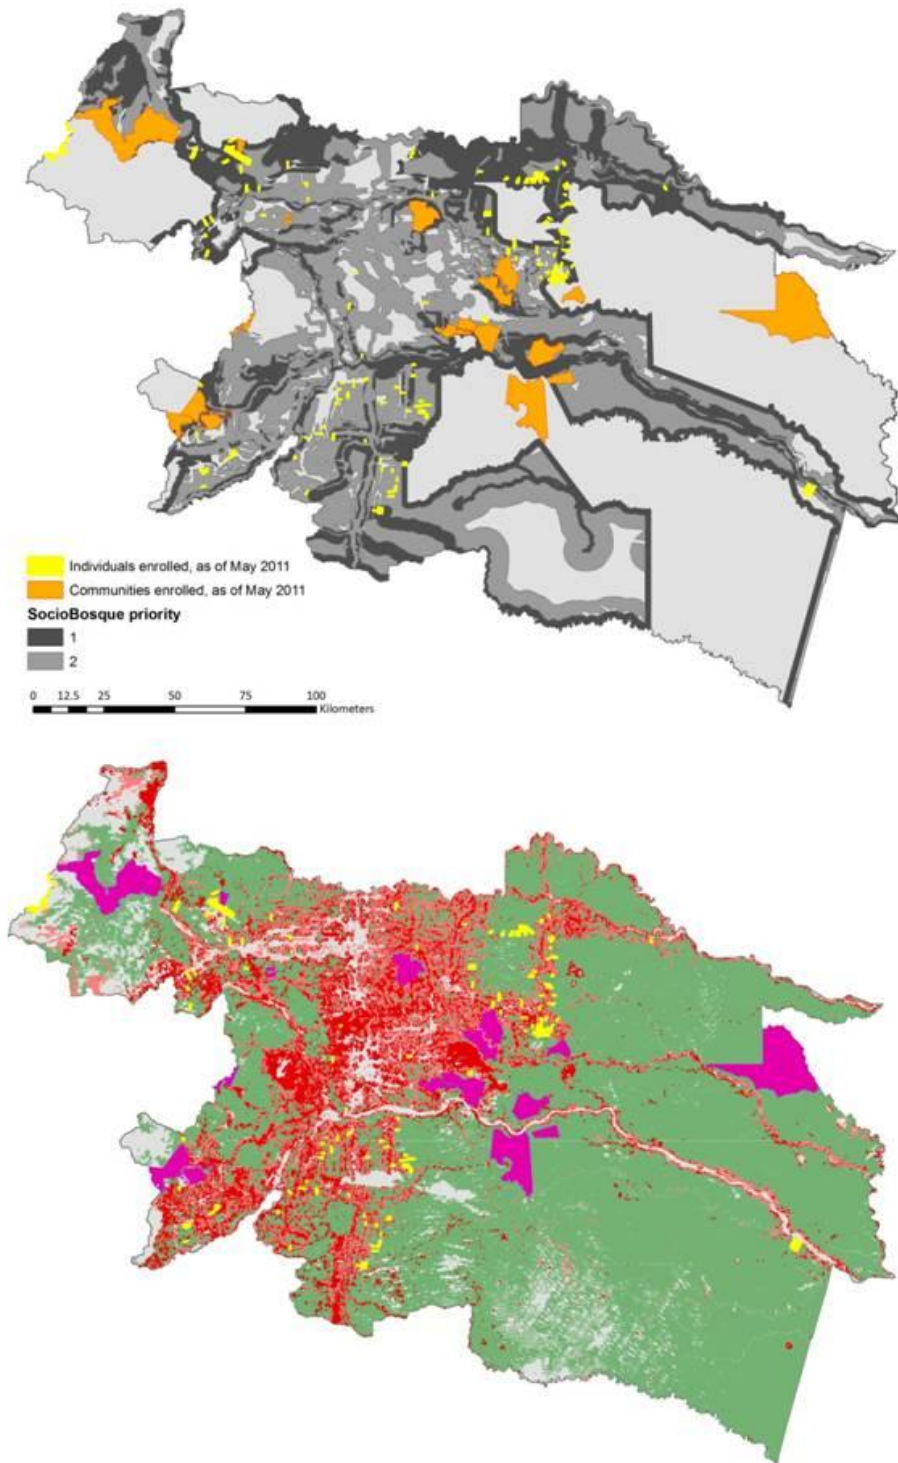 Individuals enrolled, as of May 2011
Communities enrolled, as of May 2011
SocioBosque priority
1
2
0 12.5 25 50 75 100
Kilometers